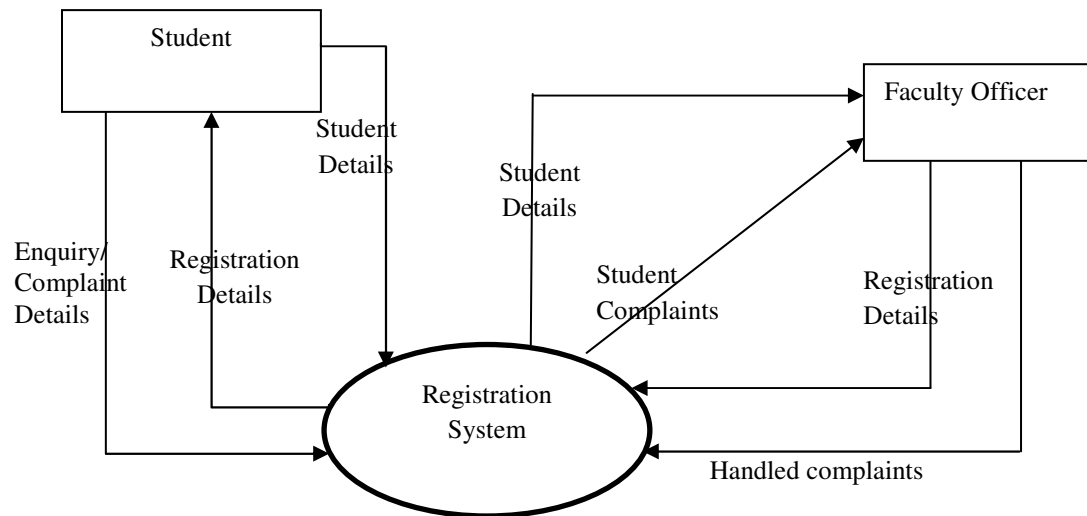 Student
Faculty Officer
Student
Details
Student
Details
Enquiry/
Complaint
Details
Registration
Details
Student
Complaints
Registration
Details
Registration
System
Handled complaints